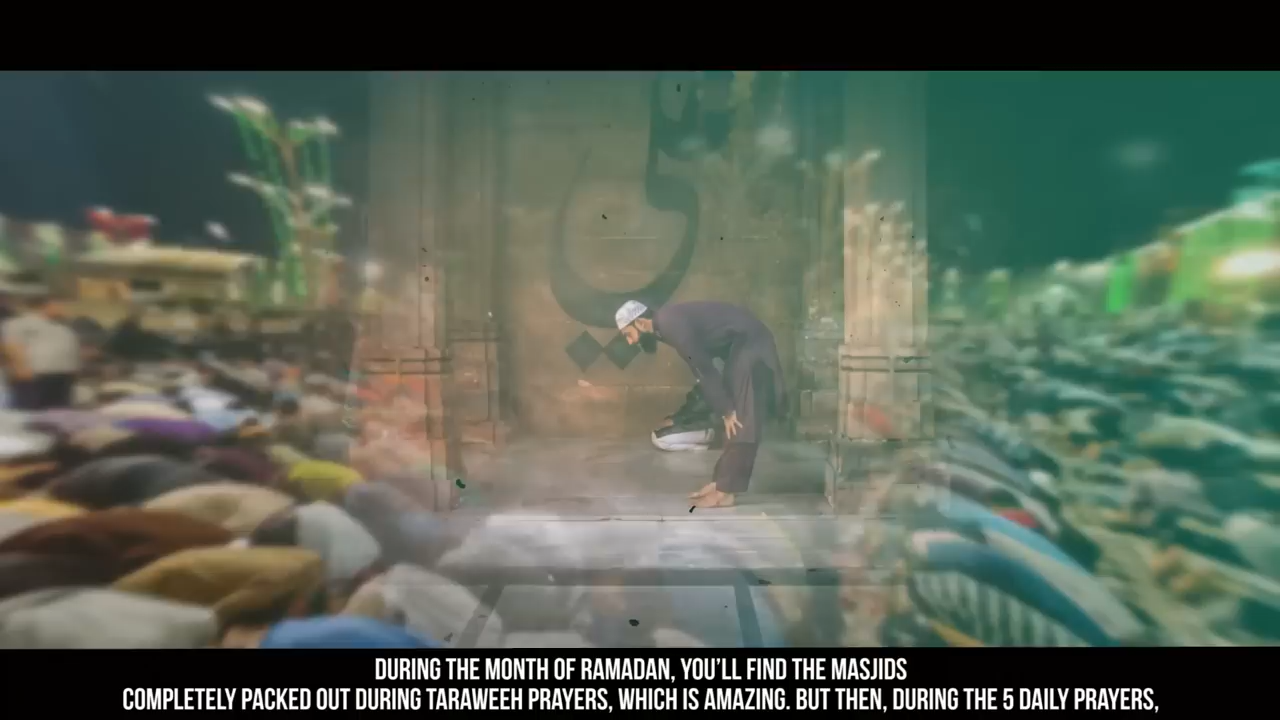 DURING THE MONTH OF RAMADAN, YOU'LL FIND THE MASJIDS
COMPLETELY PACKED OUT DURING TARAWEEH PRAYERS, WHICH IS AMAZING. BUT THEN, DURING THE 5 DAILY PRAYERS,